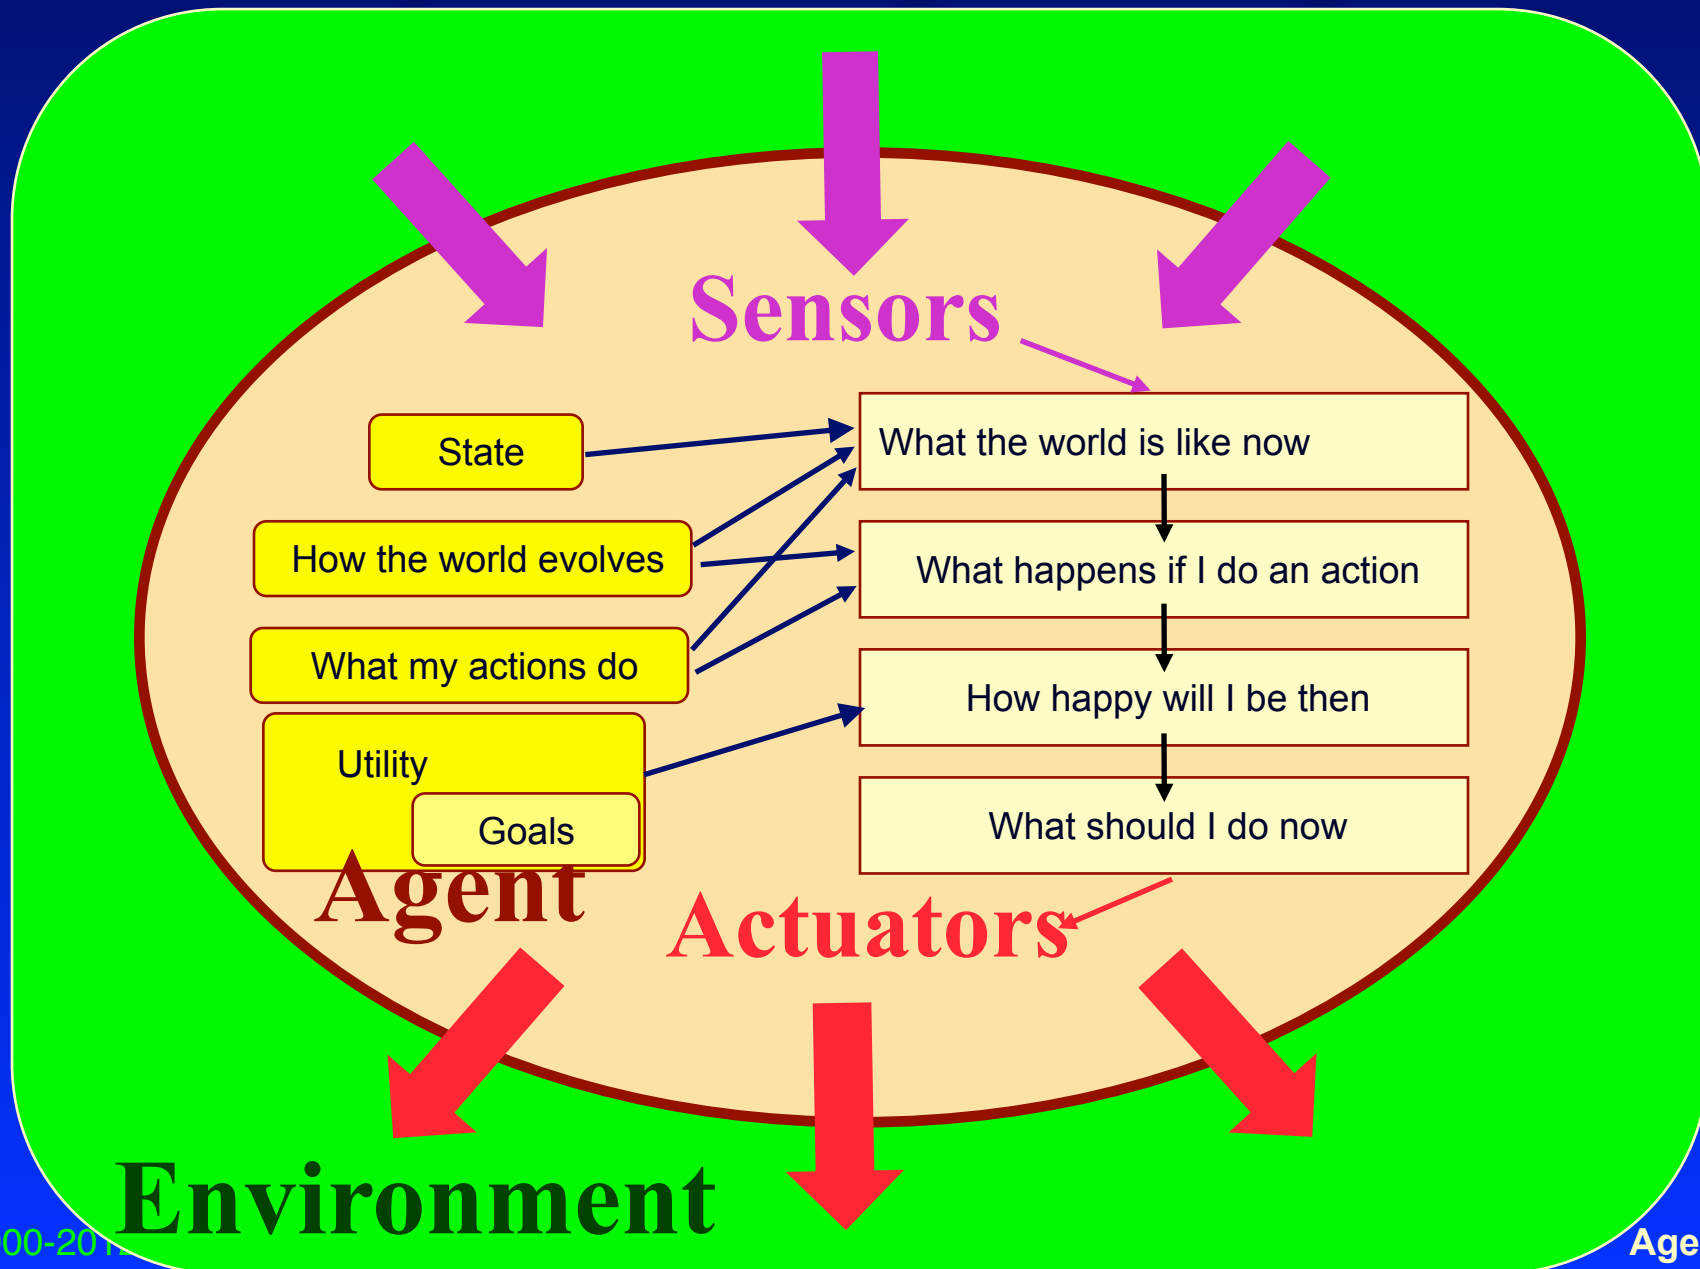 Sensors
State
What the world is like now
How the world evolves
What happens if I do an action
What my actions do
How happy will I be then
Utility
Goals
What should I do now
Agent
Actuators
Environment